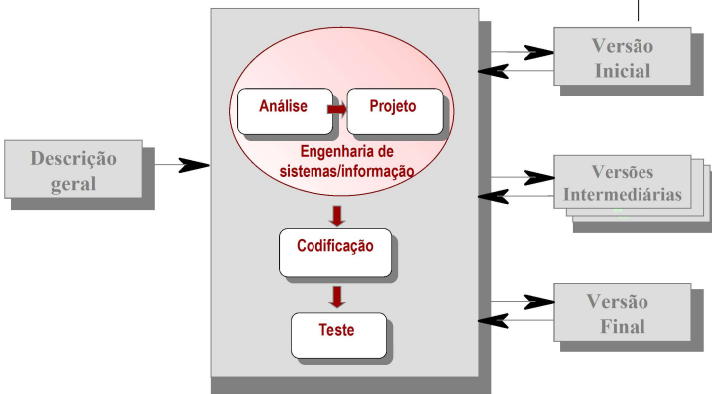 Descrição
geral
Análise
Projeto
Engenharia de
sistemas/informação
Codificação
Teste
Versão
Inicial
Versões
Intermediárias
Versão
Final